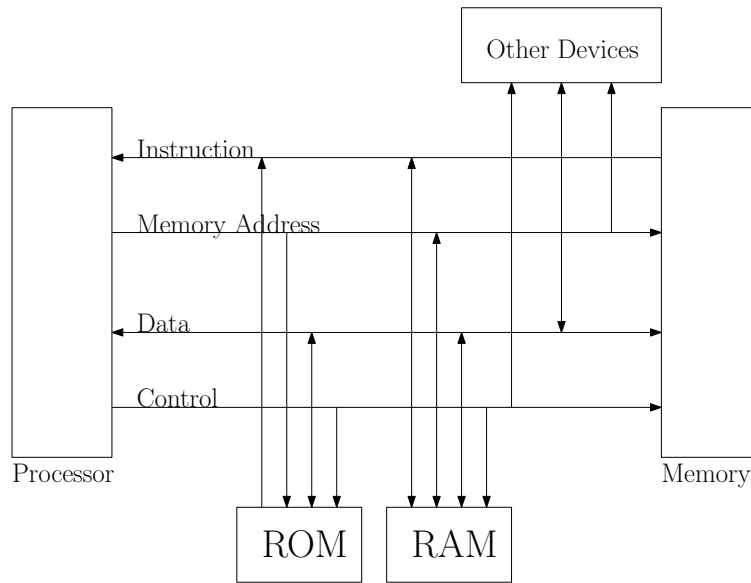 Other Devices
Instruction
Memory Address
Data
Control
Processor
Memory
ROM
RAM